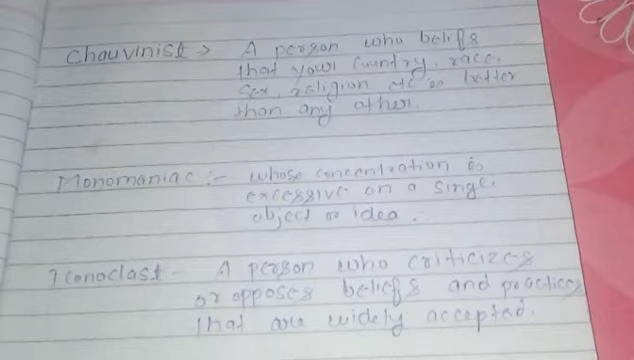 Chauvinist → A person who beliefs
that your country, race,
sex, religion etc is better
than any other.
Monomaniac :- whose concentration is
excessive on a single
object or idea.
Iconoclast - A person who criticizes
or opposes beliefs and practices
that are widely accepted.